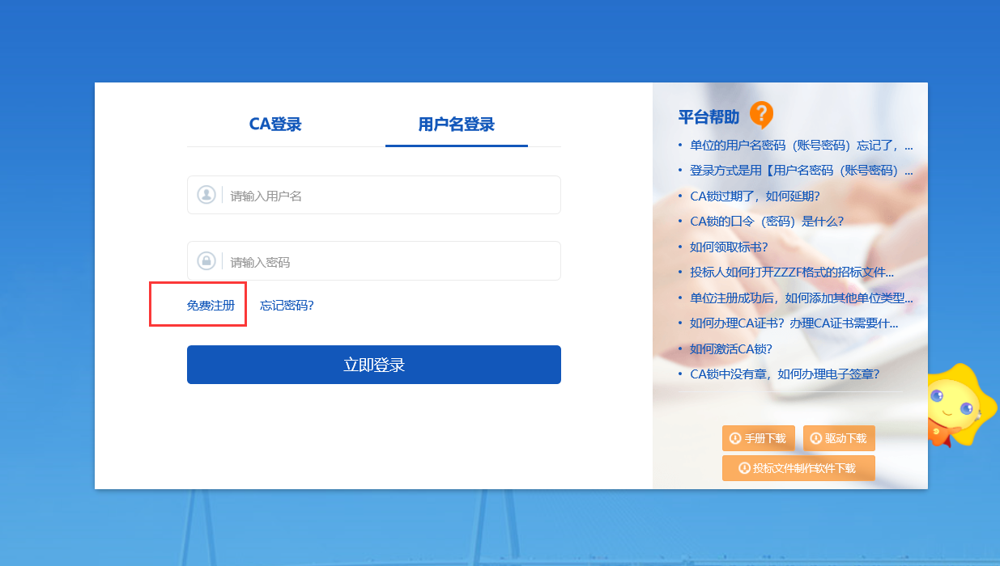 CA登录
用户名登录
请输入用户名
请输入密码
免费注册
忘记密码?
立即登录
平台帮助
?
• 单位的用户名密码（账号密码）忘记了，...
• 登录方式是用【用户名密码（账号密码）...
• CA锁过期了，如何延期?
• CA锁的口令（密码）是什么?
• 如何领取标书?
• 投标人如何打开ZZZF格式的招标文件...
• 单位注册成功后，如何添加其他单位类型...
• 如何办理CA证书？办理CA证书需要什...
• 如何激活CA锁?
• CA锁中没有章，如何办理电子签章?
手册下载
驱动下载
投标文件制作软件下载